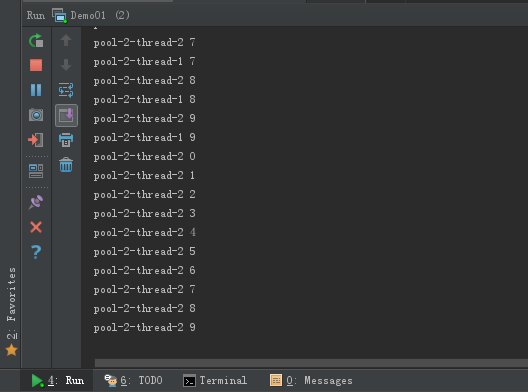 Run Demo01 (2)
pool-2-thread-2 7
pool-2-thread-1 7
pool-2-thread-2 8
pool-2-thread-1 8
pool-2-thread-2 9
pool-2-thread-1 9
pool-2-thread-2 0
pool-2-thread-2 1
pool-2-thread-2 2
pool-2-thread-2 3
pool-2-thread-2 4
pool-2-thread-2 5
pool-2-thread-2 6
pool-2-thread-2 7
pool-2-thread-2 8
pool-2-thread-2 9
2: Favorites
4: Run 6: TODO Terminal 0: Messages